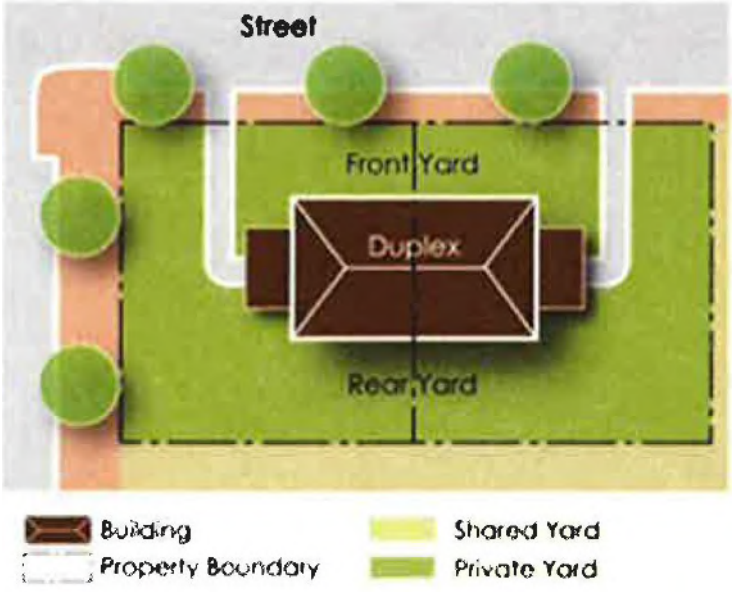 Street
Front Yard
Duplex
Rear Yard
Building
Shared Yard
Property Boundary
Private Yard